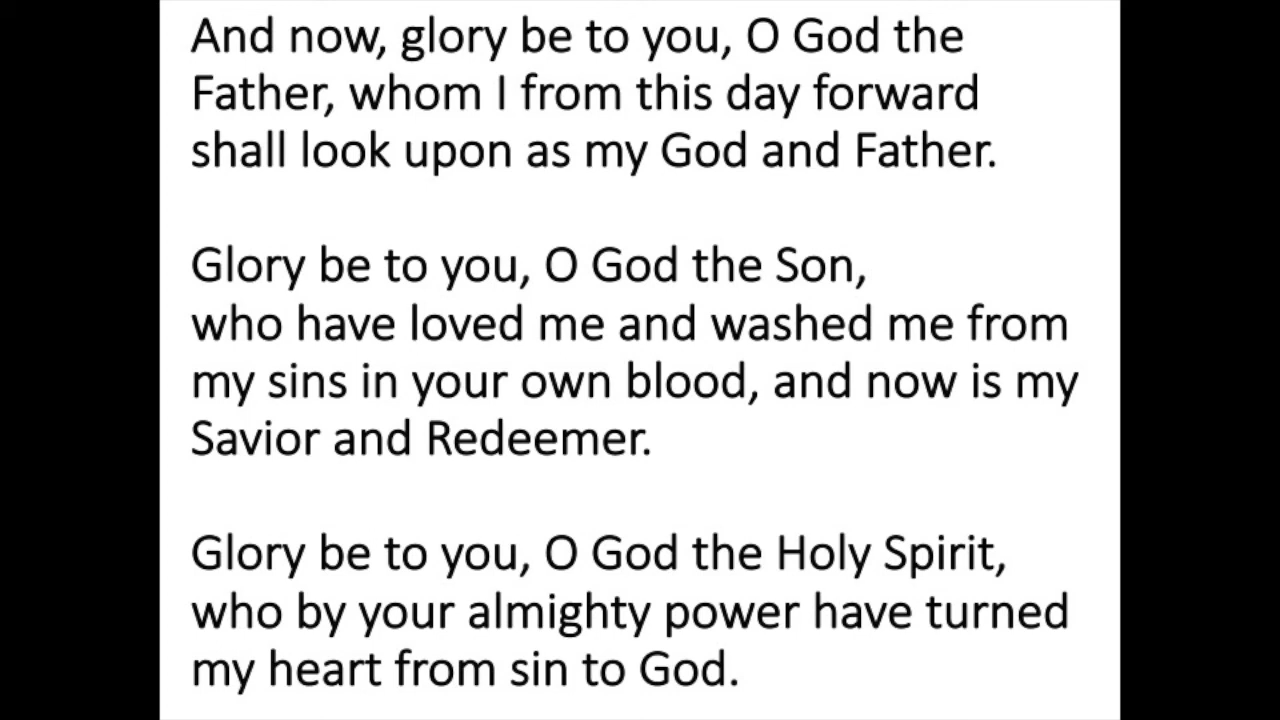 And now, glory be to you, O God the
Father, whom I from this day forward
shall look upon as my God and Father.
Glory be to you, O God the Son,
who have loved me and washed me from
my sins in your own blood, and now is my
Savior and Redeemer.
Glory be to you, O God the Holy Spirit,
who by your almighty power have turned
my heart from sin to God.